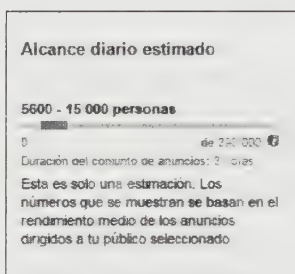 Alcance diario estimado
5600 - 15 000 personas
0 de 000
Duración del conjunto de anuncios:
Esta es solo una estimación. Los
números que se muestran se basan en el
rendimiento medio de los anuncios
dirigidos a tu público seleccionado